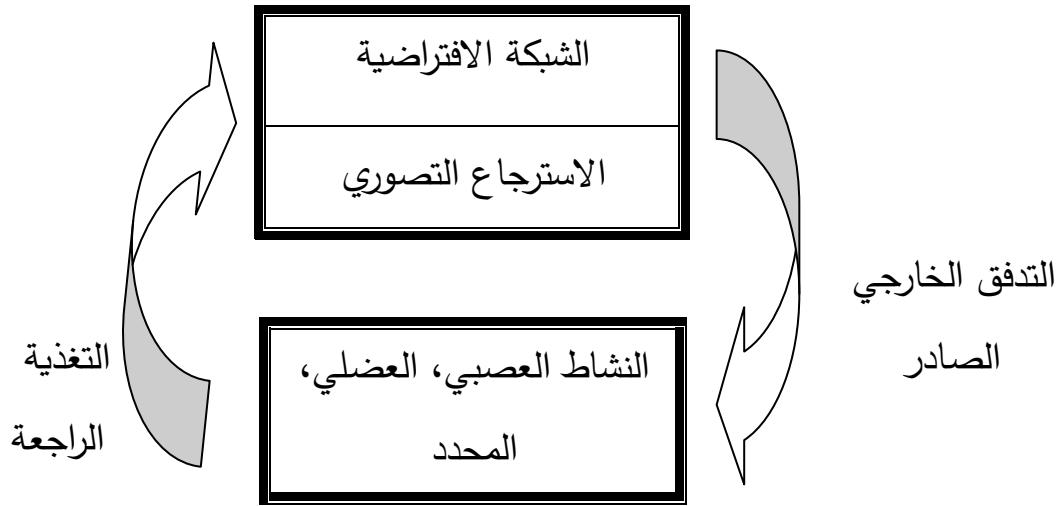 الشبكة الافتراضية
الاسترجاع التصوري
التدفق الخارجي
الصادر
النشاط العصبي، العضلي،
المحدد
التغذية
الراجعة